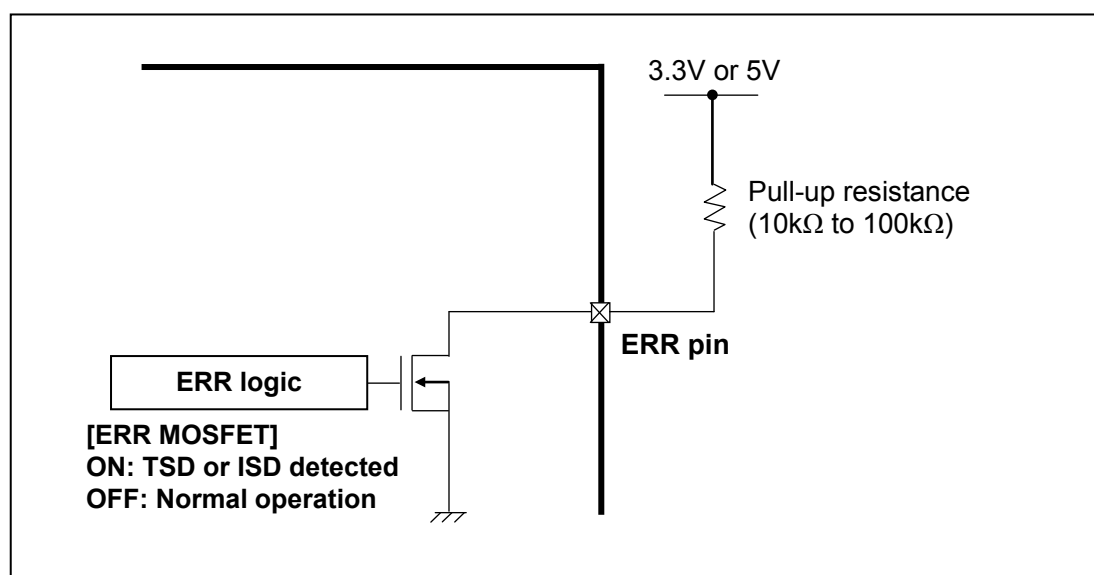 3.3V or 5V
Pull-up resistance
(10kΩ to 100kΩ)
ERR pin
ERR logic
[ERR MOSFET]
ON: TSD or ISD detected
OFF: Normal operation